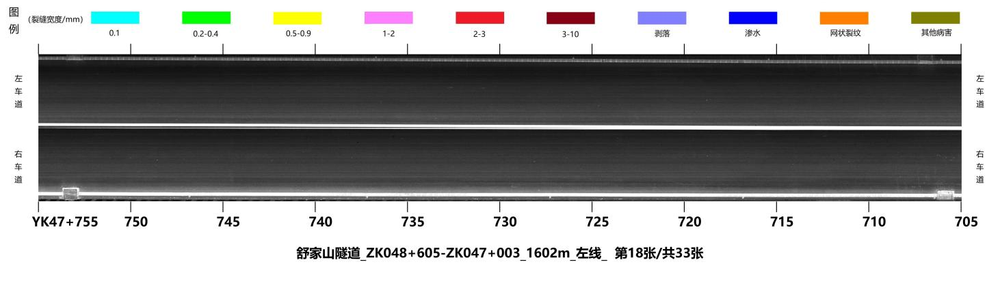 图例
(裂缝宽度/mm)
0.1
0.2-0.4
0.5-0.9
1-2
2-3
3-10
剥落
渗水
网状裂纹
其他病害
左车道
左车道
右车道
右车道
YK47+755
750
745
740
735
730
725
720
715
710
705
舒家山隧道_ZK048+605-ZK047+003_1602m_左线_ 第18张/共33张